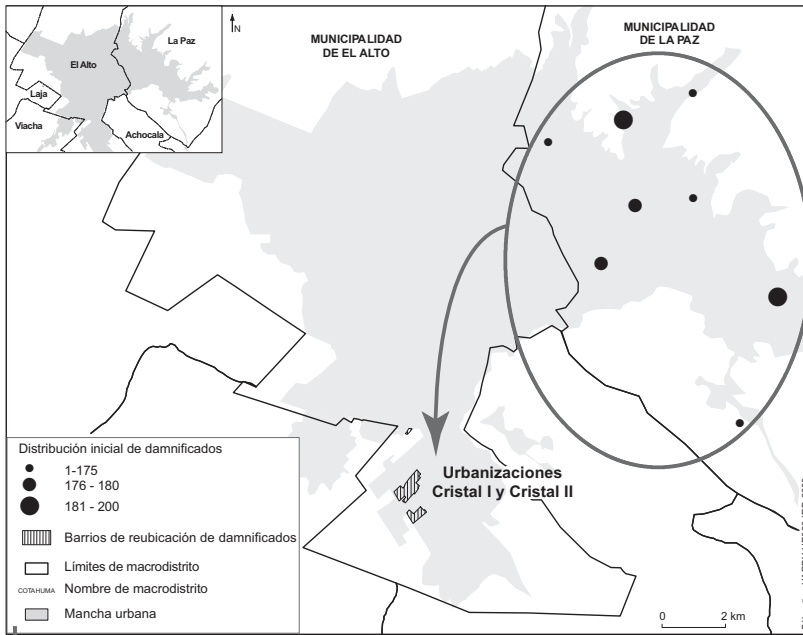 La Paz
El Alto
Laja
Viacha
Achocala
N
MUNICIPALIDAD
DE EL ALTO
MUNICIPALIDAD
DE LA PAZ
Urbanizaciones
Cristal I y Cristal II
Distribución inicial de damnificados
1-175
176 - 180
181 - 200
Barrios de reubicación de damnificados
Límites de macrodistrito
COTAHUMA Nombre de macrodistrito
Mancha urbana
0 2 km